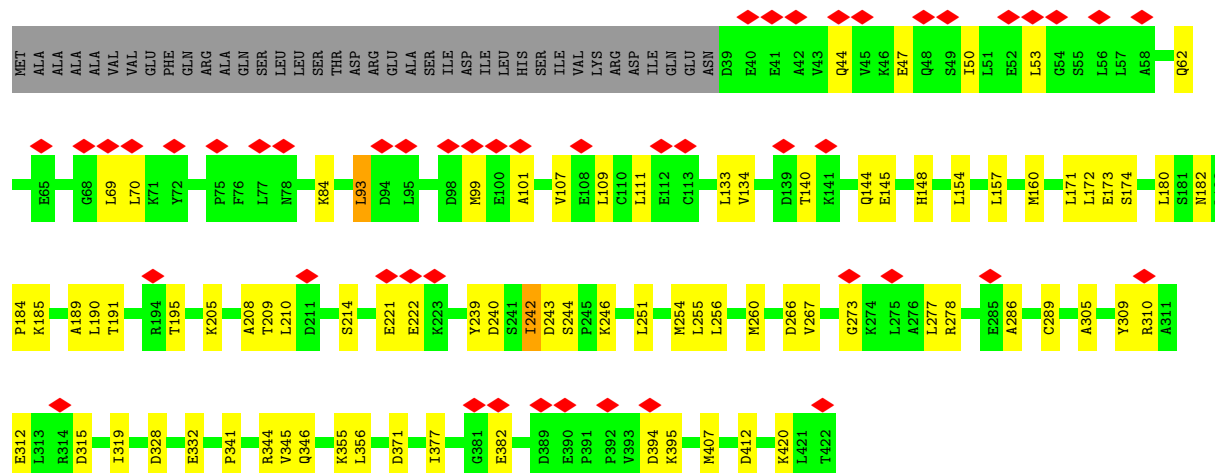 MET ALA ALA ALA ALA VAL VAL GLU PHE GLN ARG ALA GLN SER LEU LEU SER THR ASP ARG GLU ALA SER ILE ASP ILE LEU HIS SER ILE VAL LYS ARG ASP ILE GLN GLU ASN D39 E40 E41 A42 V43 Q44 V45 K46 E47 Q48 S49 I50 L51 E52 L53 G54 S55 L56 L57 A58 Q62
E65 G68 L69 L70 K71 Y72 P75 F76 L77 N78 K84 L93 D94 L95 D98 M99 E100 A101 V107 E108 L109 C110 L111 E112 C113 L133 V134 D139 T140 K141 Q144 E145 H148 L154 L157 M160 L171 L172 E173 S174 L180 S181 N182
P184 K185 A189 L190 T191 R194 T195 K205 A208 T209 L210 D211 S214 E221 E222 K223 Y239 D240 S241 I242 D243 S244 P245 K246 L251 M254 L255 L256 M260 D266 V267 G273 K274 L275 A276 L277 R278 E285 A286 C289 A305 Y309 R310 A311
E312 L313 R314 D315 I319 D328 E332 P341 R344 V345 Q346 K355 L356 D371 I377 G381 E382 D389 E390 P391 P392 V393 D394 K395 M407 D412 K420 L421 T422